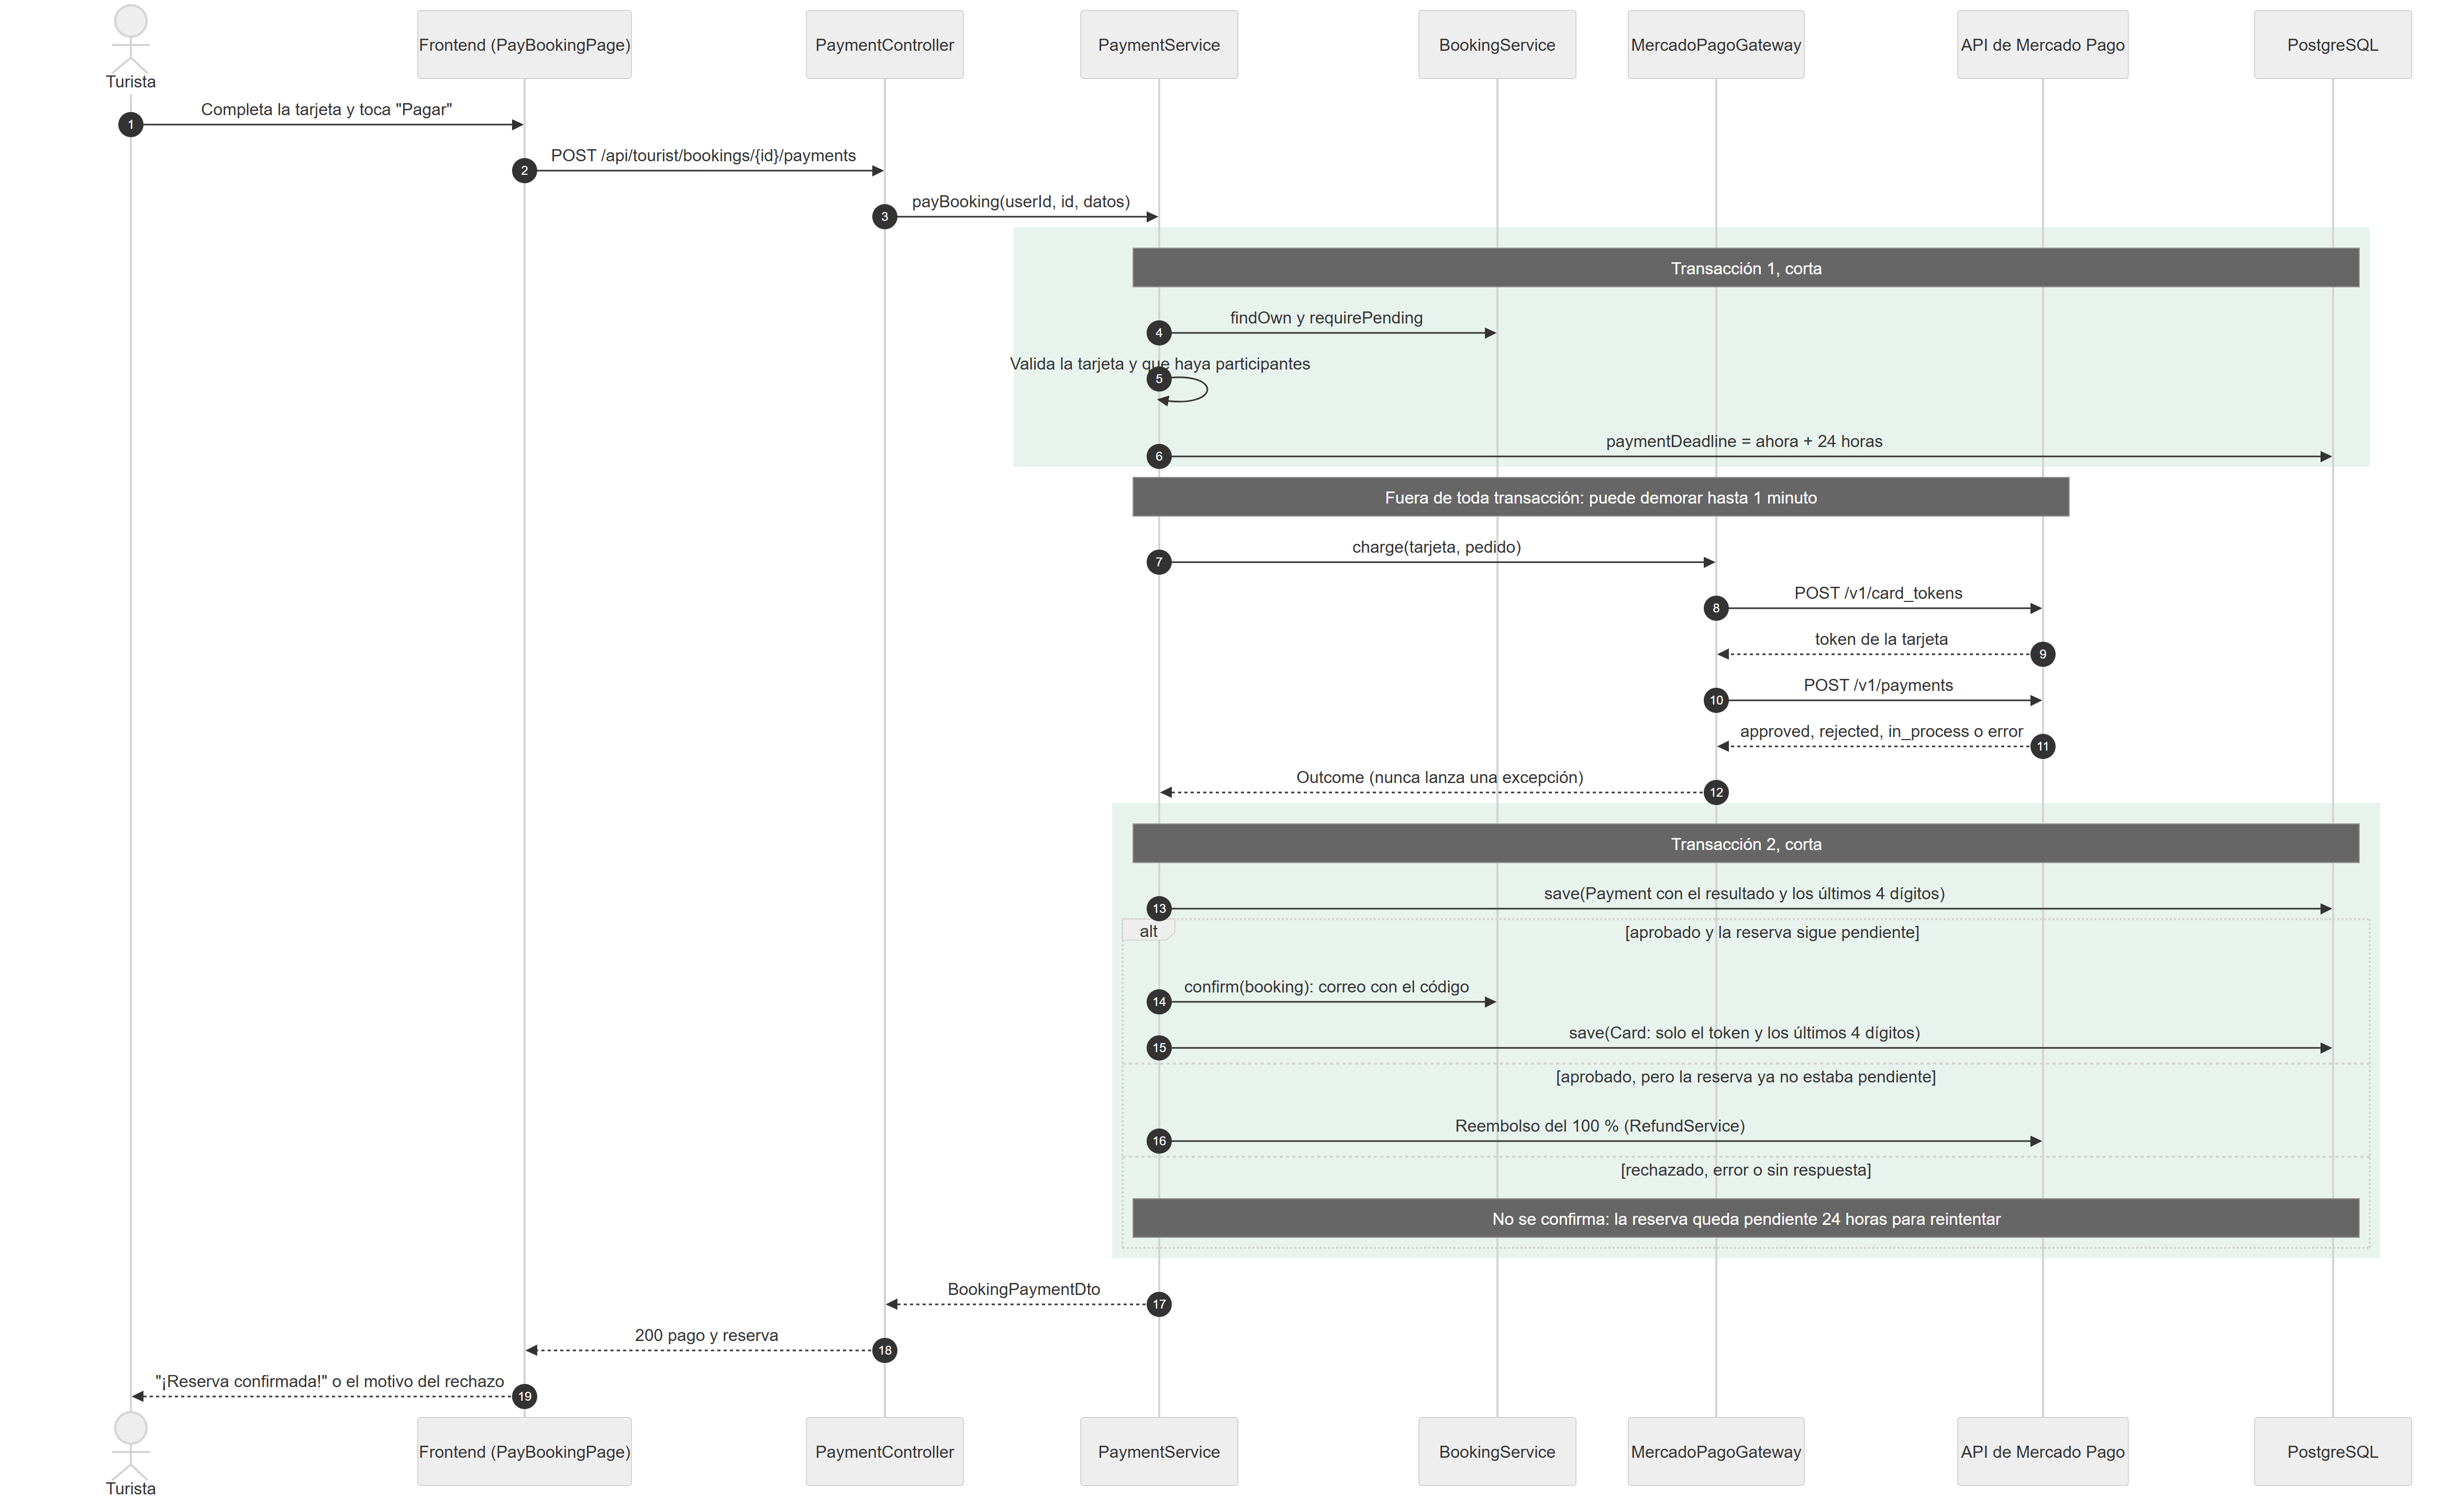 Turista
Frontend (PayBookingPage)
PaymentController
PaymentService
BookingService
MercadoPagoGateway
API de Mercado Pago
PostgreSQL
1
Completa la tarjeta y toca "Pagar"
2
POST /api/tourist/bookings/{id}/payments
3
payBooking(userId, id, datos)
Transacción 1, corta
4
findOwn y requirePending
5
Valida la tarjeta y que haya participantes
6
paymentDeadline = ahora + 24 horas
Fuera de toda transacción: puede demorar hasta 1 minuto
7
charge(tarjeta, pedido)
8
POST /v1/card_tokens
token de la tarjeta
9
10
POST /v1/payments
approved, rejected, in_process o error
11
Outcome (nunca lanza una excepción)
12
Transacción 2, corta
13
save(Payment con el resultado y los últimos 4 dígitos)
alt
[aprobado y la reserva sigue pendiente]
14
confirm(booking): correo con el código
15
save(Card: solo el token y los últimos 4 dígitos)
[aprobado, pero la reserva ya no estaba pendiente]
16
Reembolso del 100 % (RefundService)
[rechazado, error o sin respuesta]
No se confirma: la reserva queda pendiente 24 horas para reintentar
BookingPaymentDto
17
200 pago y reserva
18
"¡Reserva confirmada!" o el motivo del rechazo
19
Turista
Frontend (PayBookingPage)
PaymentController
PaymentService
BookingService
MercadoPagoGateway
API de Mercado Pago
PostgreSQL